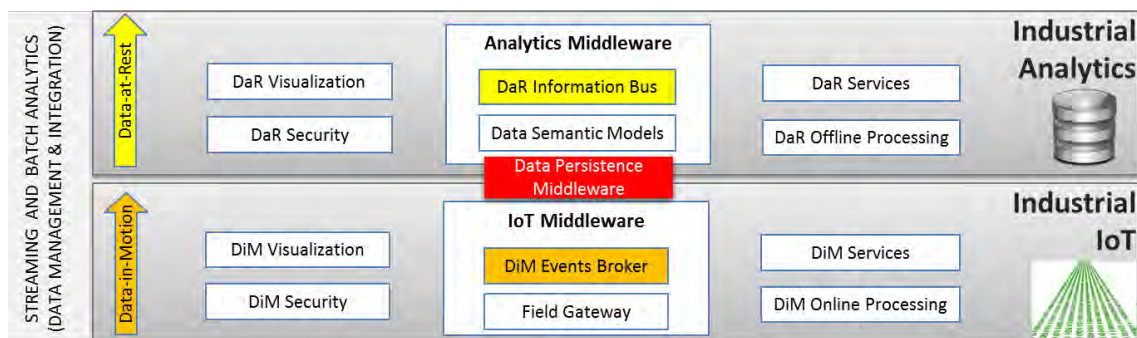 STREAMING AND BATCH ANALYTICS
(DATA MANAGEMENT & INTEGRATION)
Data-at-Rest
DaR Visualization
DaR Security
Analytics Middleware
DaR Information Bus
Data Semantic Models
DaR Services
DaR Offline Processing
Industrial
Analytics
Data Persistence
Middleware
Data-in-Motion
DiM Visualization
DiM Security
IoT Middleware
DiM Events Broker
Field Gateway
DiM Services
DiM Online Processing
Industrial
IoT